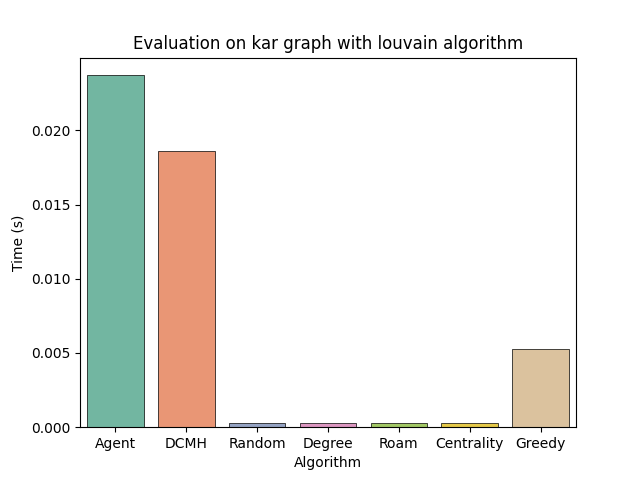 Evaluation on kar graph with louvain algorithm
Time (s)
0.020
0.015
0.010
0.005
0.000
Agent DCMH Random Degree Roam Centrality Greedy
Algorithm